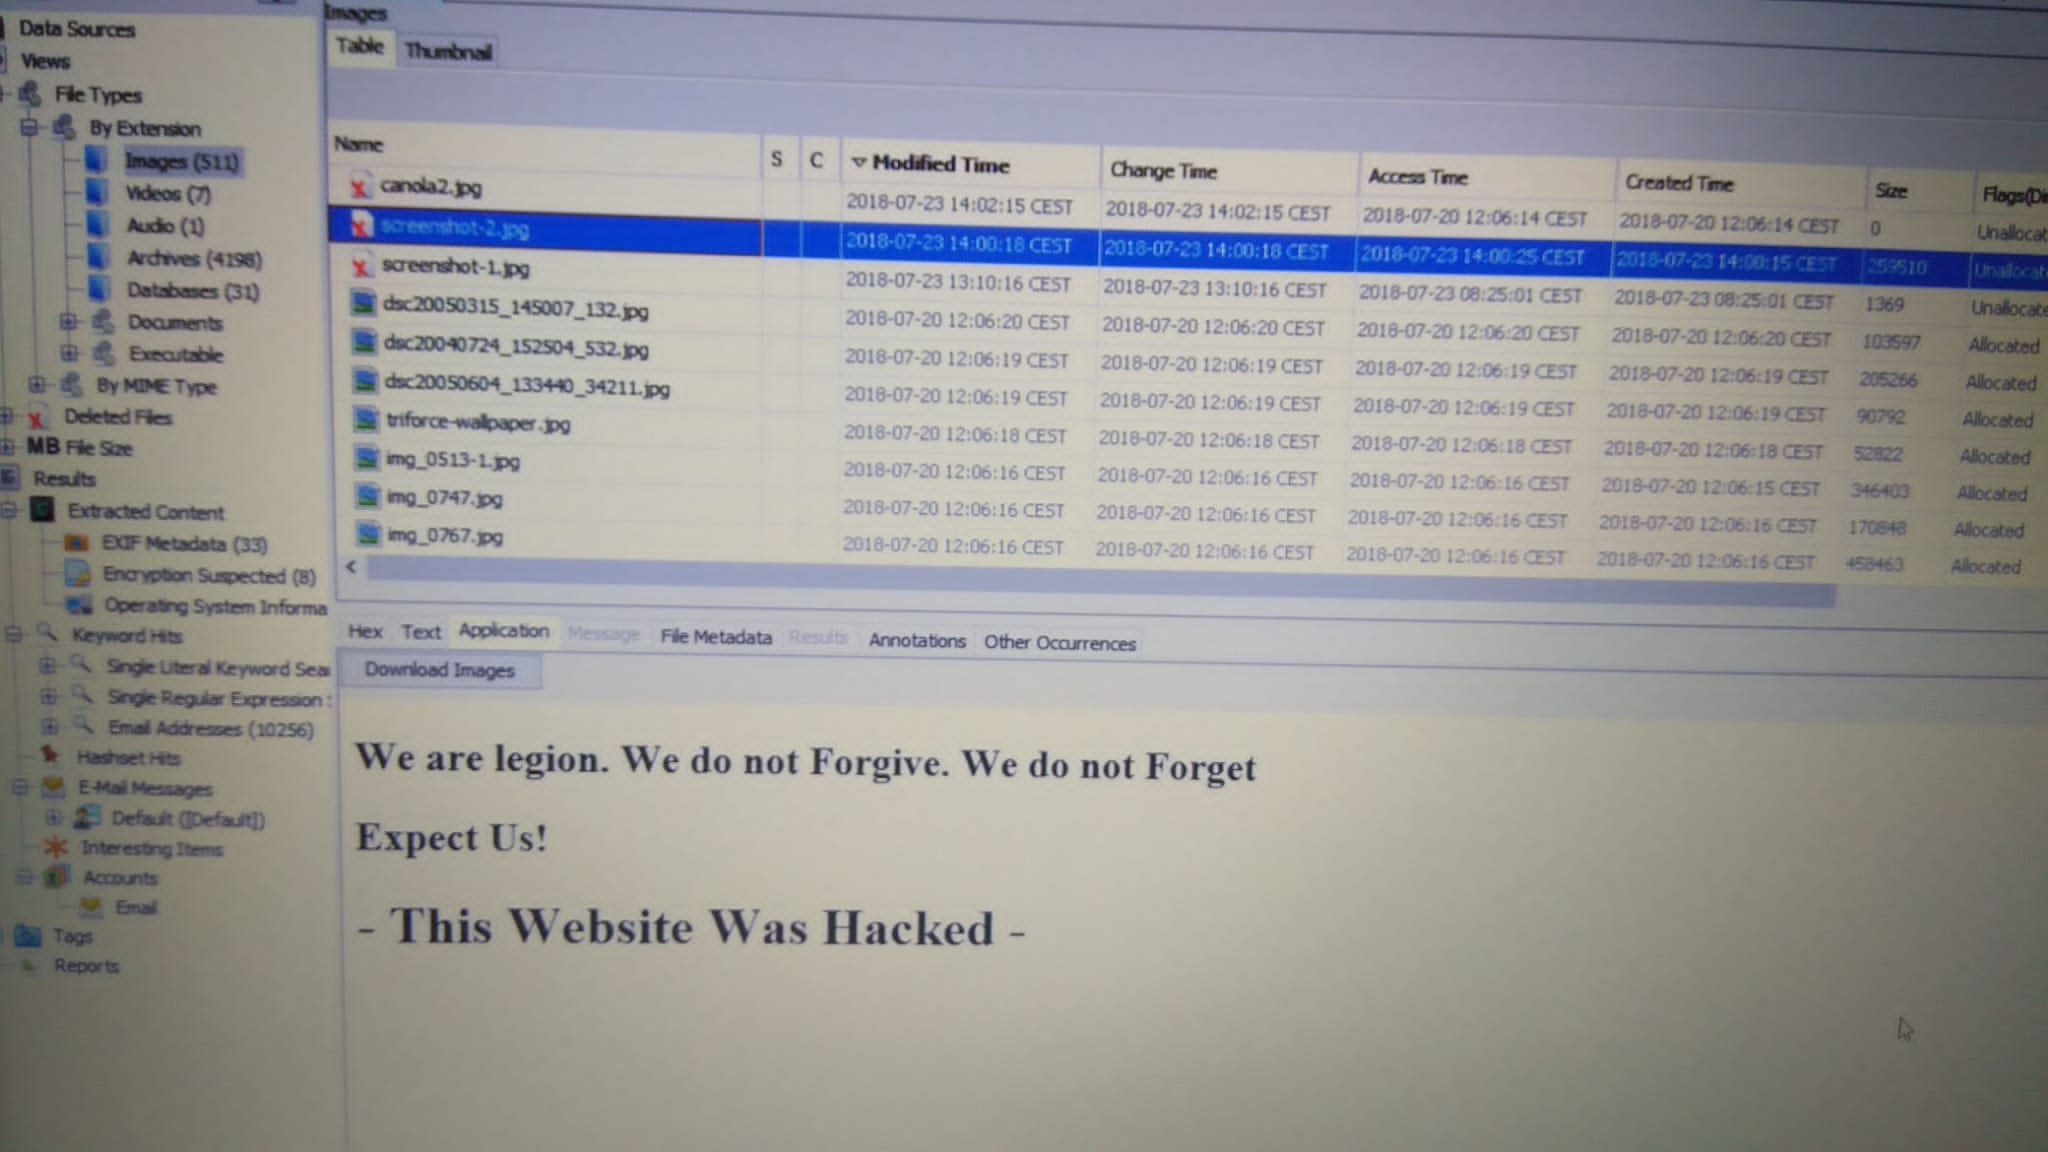 Data Sources
Views
File Types
By Extension
Images (511)
Videos (7)
Audio (1)
Archives (4198)
Databases (31)
Documents
Executable
By MIME Type
Deleted Files
MB File Size
Results
Extracted Content
EXIF Metadata (33)
Encryption Suspected (8)
Operating System Informa
Keyword Hits
Single Literal Keyword Sear
Single Regular Expression
Email Addresses (10256)
Hashset Hits
E-Mail Messages
Default ([Default])
Interesting Items
Accounts
Email
Tags
Reports
Images
Table Thumbnail
Name S C Modified Time Change Time Access Time Created Time Size Flags(Dir
canola2.jpg 2018-07-23 14:02:15 CEST 2018-07-23 14:02:15 CEST 2018-07-20 12:06:14 CEST 2018-07-20 12:06:14 CEST 0 Unallocat
screenshot-2.jpg 2018-07-23 14:00:18 CEST 2018-07-23 14:00:18 CEST 2018-07-23 14:00:25 CEST 2018-07-23 14:00:15 CEST 259510 Unallocat
screenshot-1.jpg 2018-07-23 13:10:16 CEST 2018-07-23 13:10:16 CEST 2018-07-23 08:25:01 CEST 2018-07-23 08:25:01 CEST 1369 Unallocate
dsc20050315_145007_132.jpg 2018-07-20 12:06:20 CEST 2018-07-20 12:06:20 CEST 2018-07-20 12:06:20 CEST 2018-07-20 12:06:20 CEST 103597 Allocated
dsc20040724_152504_532.jpg 2018-07-20 12:06:19 CEST 2018-07-20 12:06:19 CEST 2018-07-20 12:06:19 CEST 2018-07-20 12:06:19 CEST 205266 Allocated
dsc20050604_133440_34211.jpg 2018-07-20 12:06:19 CEST 2018-07-20 12:06:19 CEST 2018-07-20 12:06:19 CEST 2018-07-20 12:06:19 CEST 90792 Allocated
triforce-wallpaper.jpg 2018-07-20 12:06:18 CEST 2018-07-20 12:06:18 CEST 2018-07-20 12:06:18 CEST 2018-07-20 12:06:18 CEST 52822 Allocated
img_0513-1.jpg 2018-07-20 12:06:16 CEST 2018-07-20 12:06:16 CEST 2018-07-20 12:06:16 CEST 2018-07-20 12:06:15 CEST 346403 Allocated
img_0747.jpg 2018-07-20 12:06:16 CEST 2018-07-20 12:06:16 CEST 2018-07-20 12:06:16 CEST 2018-07-20 12:06:16 CEST 170848 Allocated
img_0767.jpg 2018-07-20 12:06:16 CEST 2018-07-20 12:06:16 CEST 2018-07-20 12:06:16 CEST 2018-07-20 12:06:16 CEST 458463 Allocated
Hex Text Application Message File Metadata Results Annotations Other Occurrences
Download Images
We are legion. We do not Forgive. We do not Forget
Expect Us!
- This Website Was Hacked -